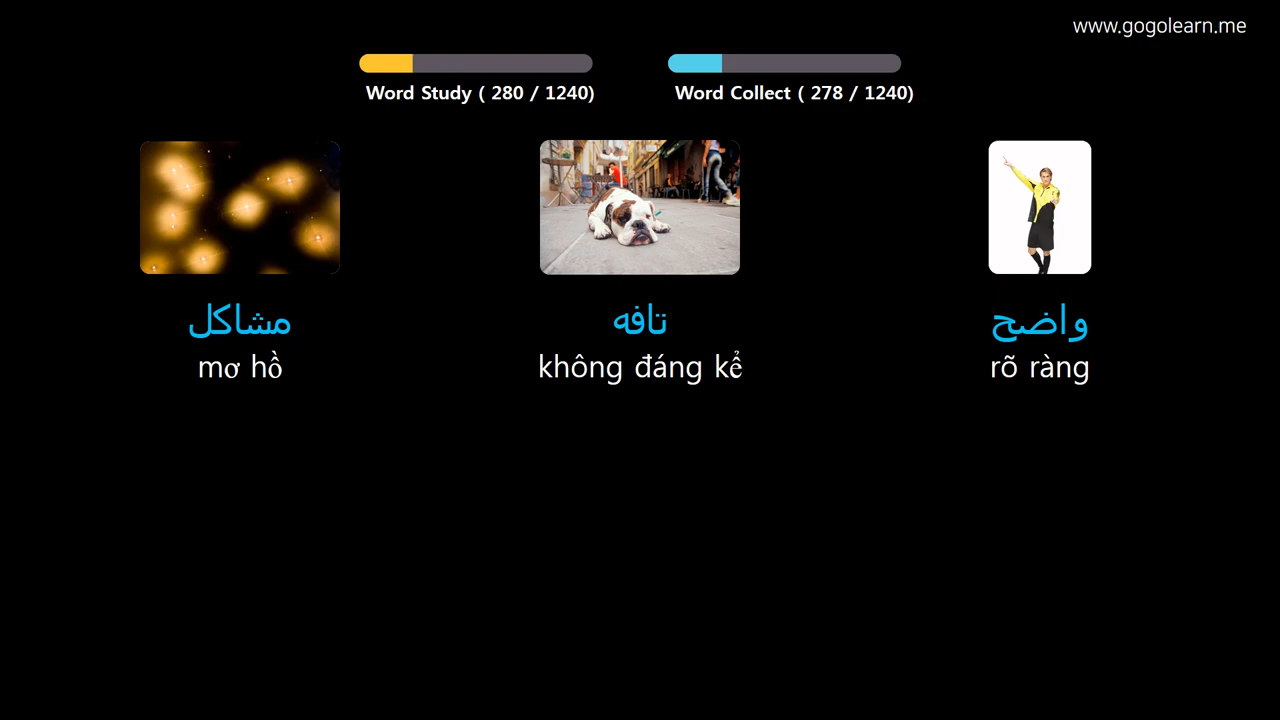 www.gogolearn.me
Word Study ( 280 / 1240)
Word Collect ( 278 / 1240)
مشاكل
تافه
واضح
mơ hồ
không đáng kể
rõ ràng